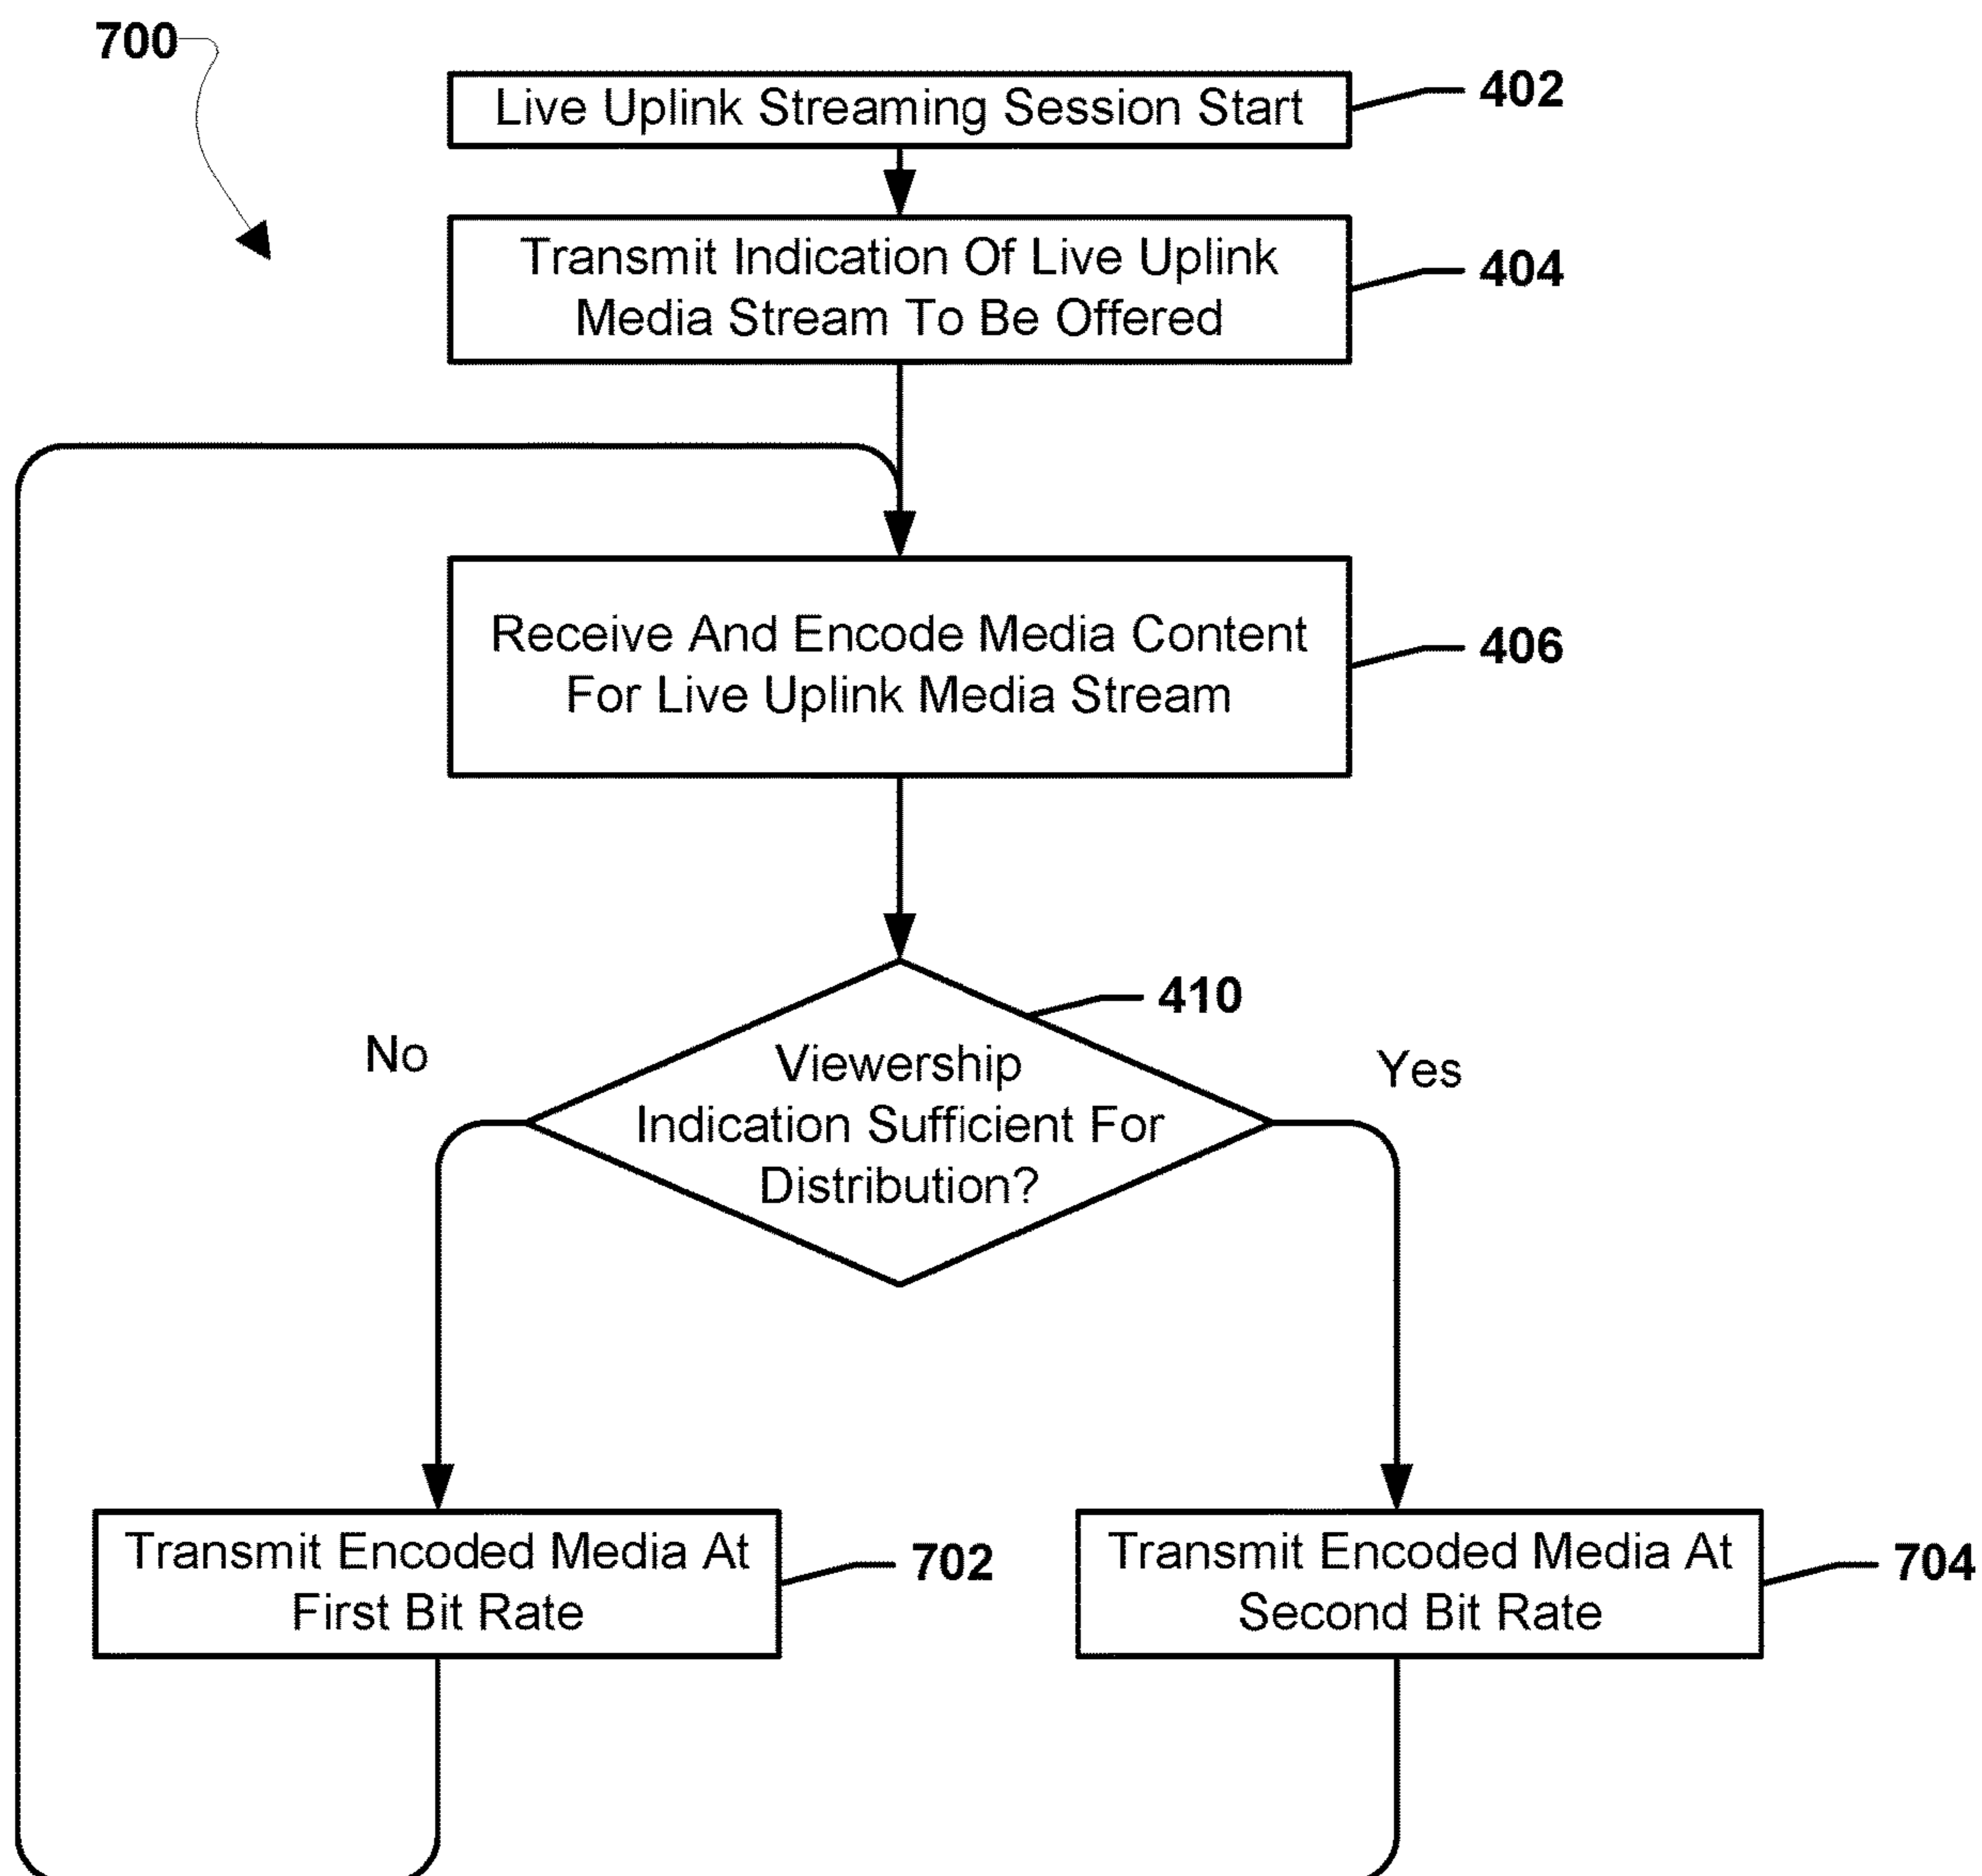 700
Live Uplink Streaming Session Start
402
Transmit Indication Of Live Uplink
Media Stream To Be Offered
404
Receive And Encode Media Content
For Live Uplink Media Stream
406
410
No
Viewership
Indication Sufficient For
Distribution?
Yes
Transmit Encoded Media At
First Bit Rate
702
Transmit Encoded Media At
Second Bit Rate
704